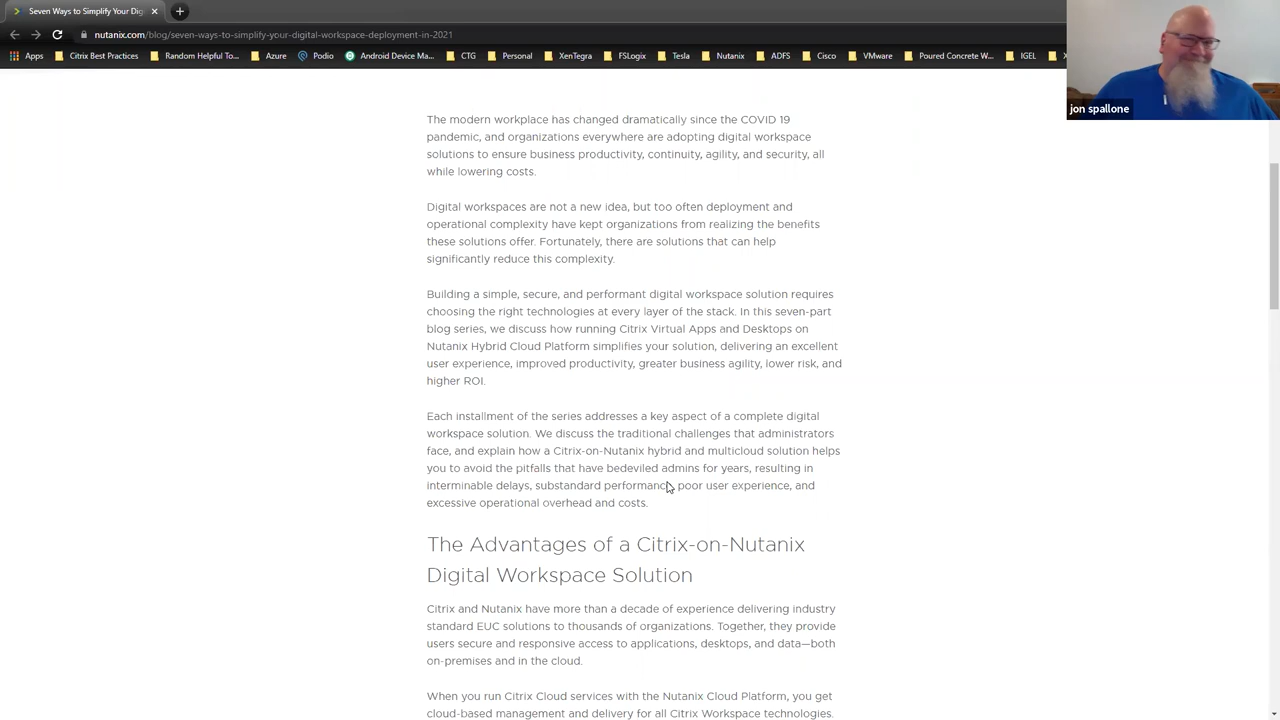 Seven Ways to Simplify Your Dig
nutanix.com/blog/seven-ways-to-simplify-your-digital-workspace-deployment-in-2021
Apps Citrix Best Practices Random Helpful To... Azure Podio Android Device Ma... CTG Personal XenTegra FSLogix Tesla Nutanix ADFS Cisco VMware Poured Concrete W... IGEL X
jon spallone
The modern workplace has changed dramatically since the COVID 19
pandemic, and organizations everywhere are adopting digital workspace
solutions to ensure business productivity, continuity, agility, and security, all
while lowering costs.
Digital workspaces are not a new idea, but too often deployment and
operational complexity have kept organizations from realizing the benefits
these solutions offer. Fortunately, there are solutions that can help
significantly reduce this complexity.
Building a simple, secure, and performant digital workspace solution requires
choosing the right technologies at every layer of the stack. In this seven-part
blog series, we discuss how running Citrix Virtual Apps and Desktops on
Nutanix Hybrid Cloud Platform simplifies your solution, delivering an excellent
user experience, improved productivity, greater business agility, lower risk, and
higher ROI.
Each installment of the series addresses a key aspect of a complete digital
workspace solution. We discuss the traditional challenges that administrators
face, and explain how a Citrix-on-Nutanix hybrid and multicloud solution helps
you to avoid the pitfalls that have bedeviled admins for years, resulting in
interminable delays, substandard performance, poor user experience, and
excessive operational overhead and costs.
The Advantages of a Citrix-on-Nutanix
Digital Workspace Solution
Citrix and Nutanix have more than a decade of experience delivering industry
standard EUC solutions to thousands of organizations. Together, they provide
users secure and responsive access to applications, desktops, and data—both
on-premises and in the cloud.
When you run Citrix Cloud services with the Nutanix Cloud Platform, you get
cloud-based management and delivery for all Citrix Workspace technologies.